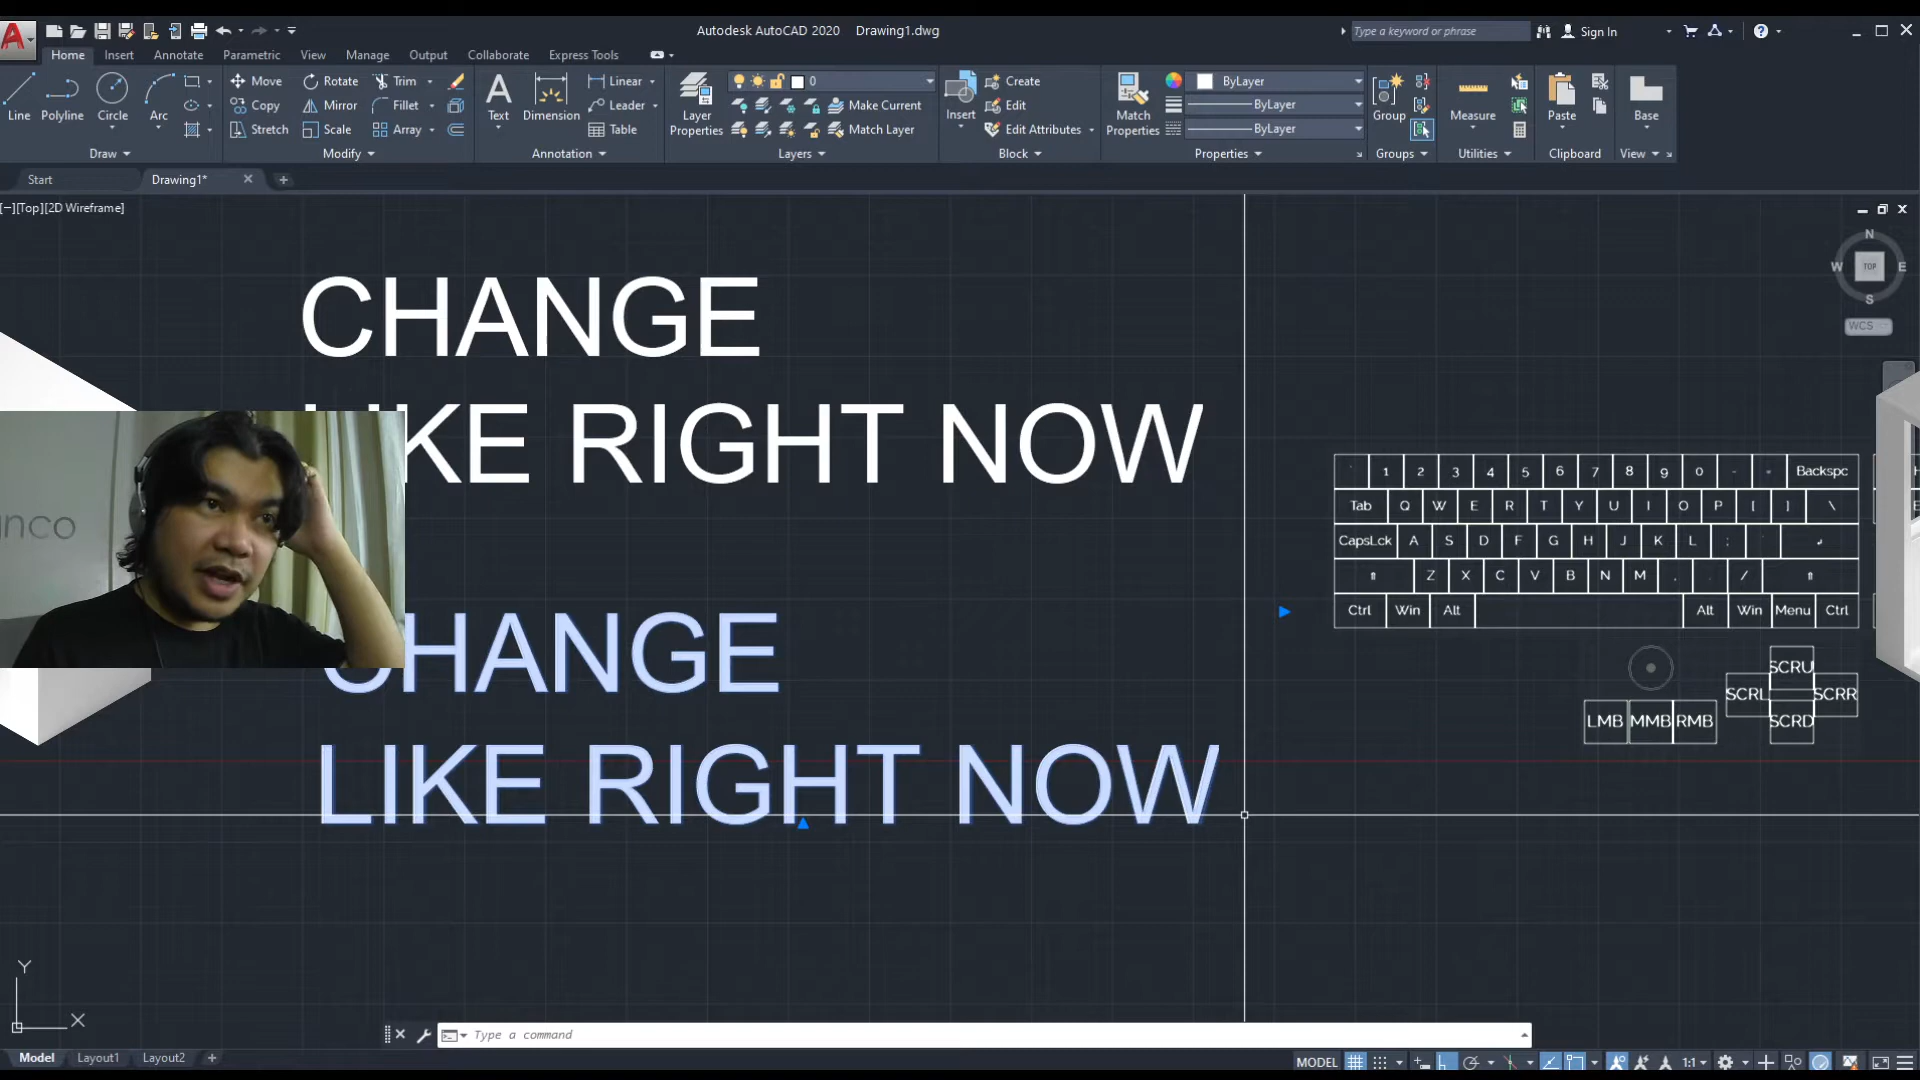 Autodesk AutoCAD 2020 Drawing1.dwg
Type a keyword or phrase
Sign In
Home Insert Annotate Parametric View Manage Output Collaborate Express Tools
Line Polyline Circle Arc
Move Rotate Trim
Copy Mirror Fillet
Stretch Scale Array
Text Dimension
Linear
Leader
Table
Layer Properties
0
Make Current
Match Layer
Insert
Create
Edit
Edit Attributes
Match Properties
ByLayer
ByLayer
ByLayer
Group
Measure
Paste
Base
Draw Modify Annotation Layers Block Properties Groups Utilities Clipboard View
Start Drawing1*
[−][Top][2D Wireframe]
N
W TOP E
S
WCS
CHANGE
KE RIGHT NOW
CHANGE
LIKE RIGHT NOW
1 2 3 4 5 6 7 8 9 0 - = Backspc
Tab Q W E R T Y U I O P [ ] \
CapsLck A S D F G H J K L ;
Z X C V B N M , . /
Ctrl Win Alt Alt Win Menu Ctrl
SCRU
SCRL SCRR
LMB MMB RMB SCRD
Y
X
Type a command
Model Layout1 Layout2
MODEL 1:1